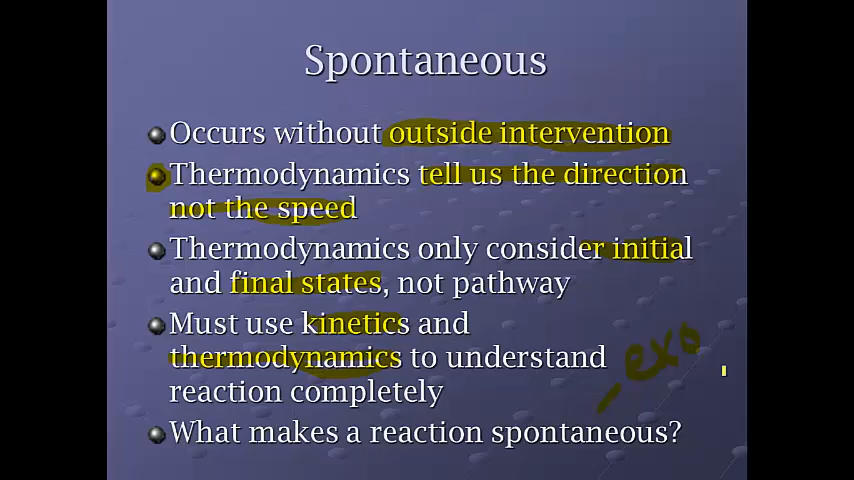 Spontaneous
Occurs without outside intervention
Thermodynamics tell us the direction
not the speed
Thermodynamics only consider initial
and final states, not pathway
Must use kinetics and
thermodynamics to understand
reaction completely
- exo
What makes a reaction spontaneous?